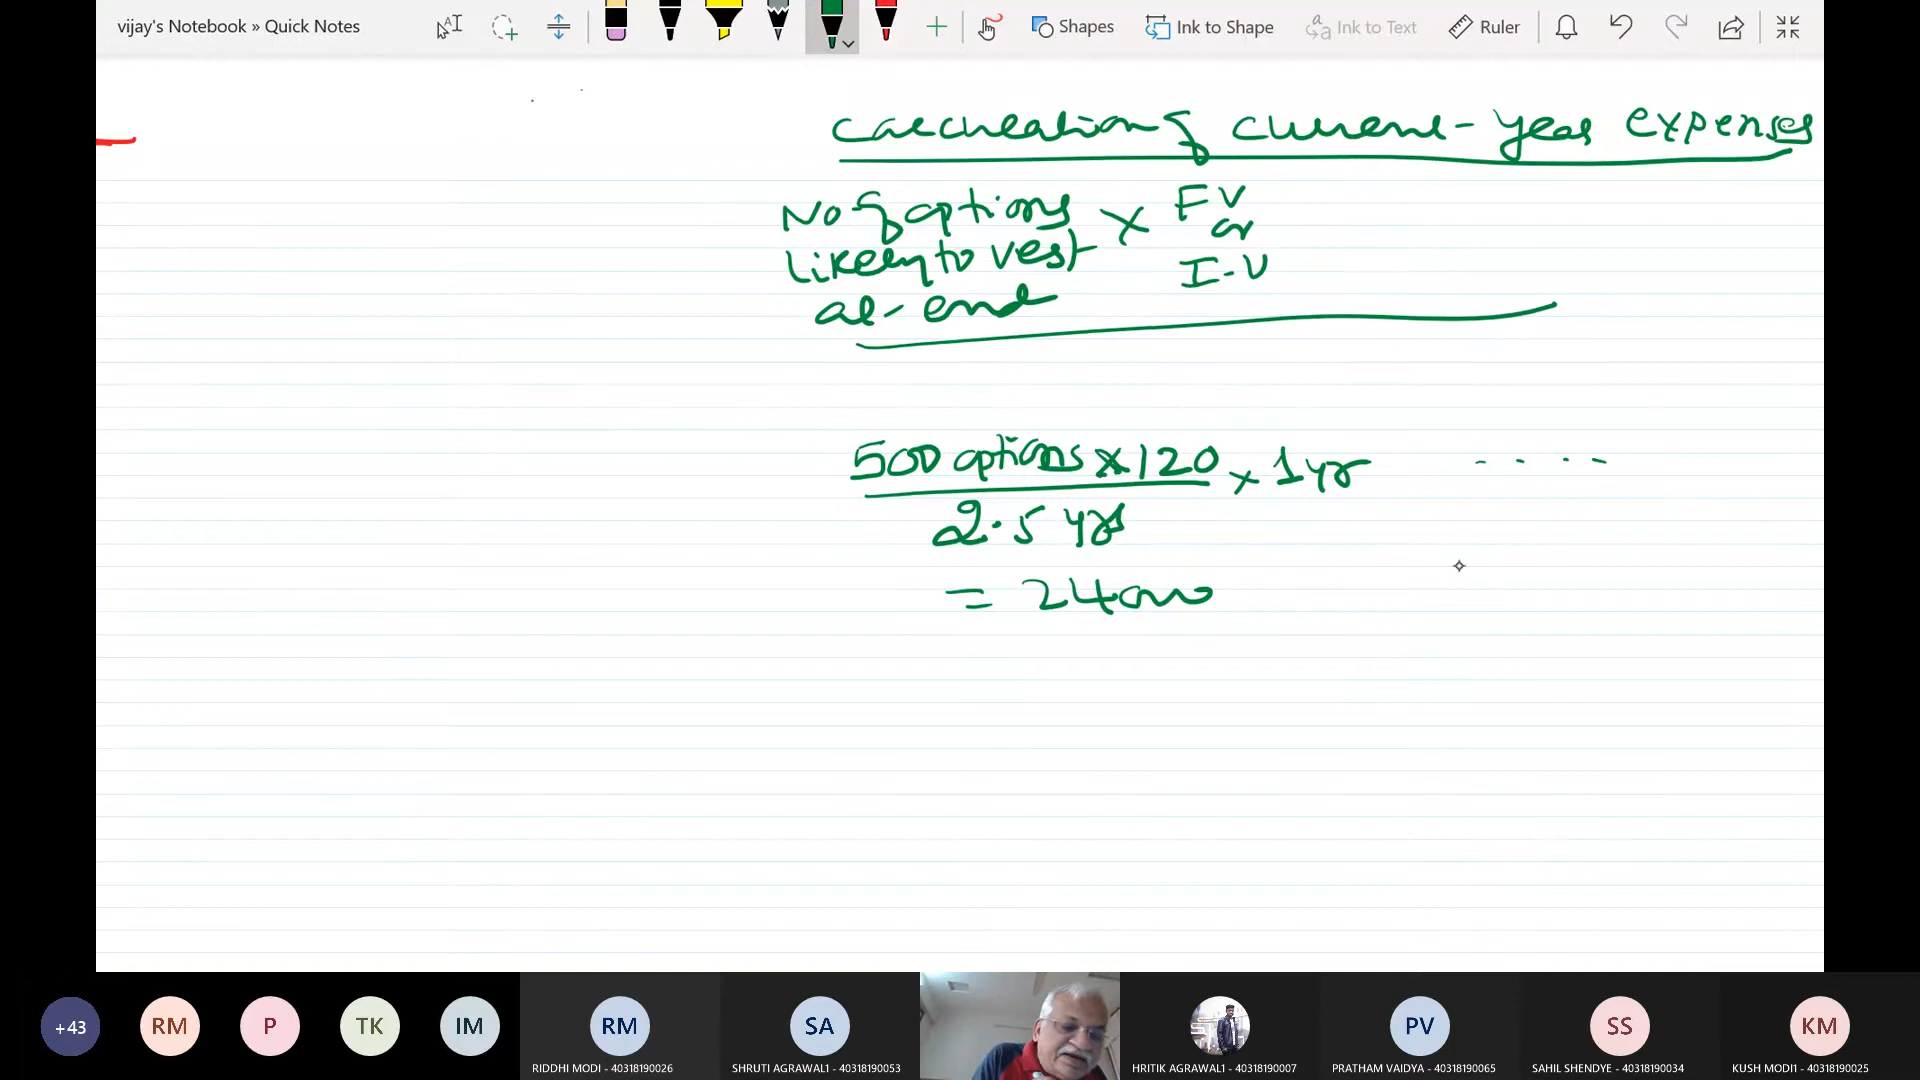 vijay's Notebook » Quick Notes
Shapes
Ink to Shape
Ink to Text
Ruler
Calculation of current-year expenses
No of options × FV
or
likely to vest
I-V
at end
500 options × 120 × 1 yr - - - -
2.5 yrs
= 24000
+43
RM
P
TK
IM
RM
SA
PV
SS
KM
RIDDHI MODI - 40318190026
SHRUTI AGRAWAL1 - 40318190053
HRITIK AGRAWAL1 - 40318190007
PRATHAM VAIDYA - 40318190065
SAHIL SHENDYE - 40318190034
KUSH MODI1 - 40318190025